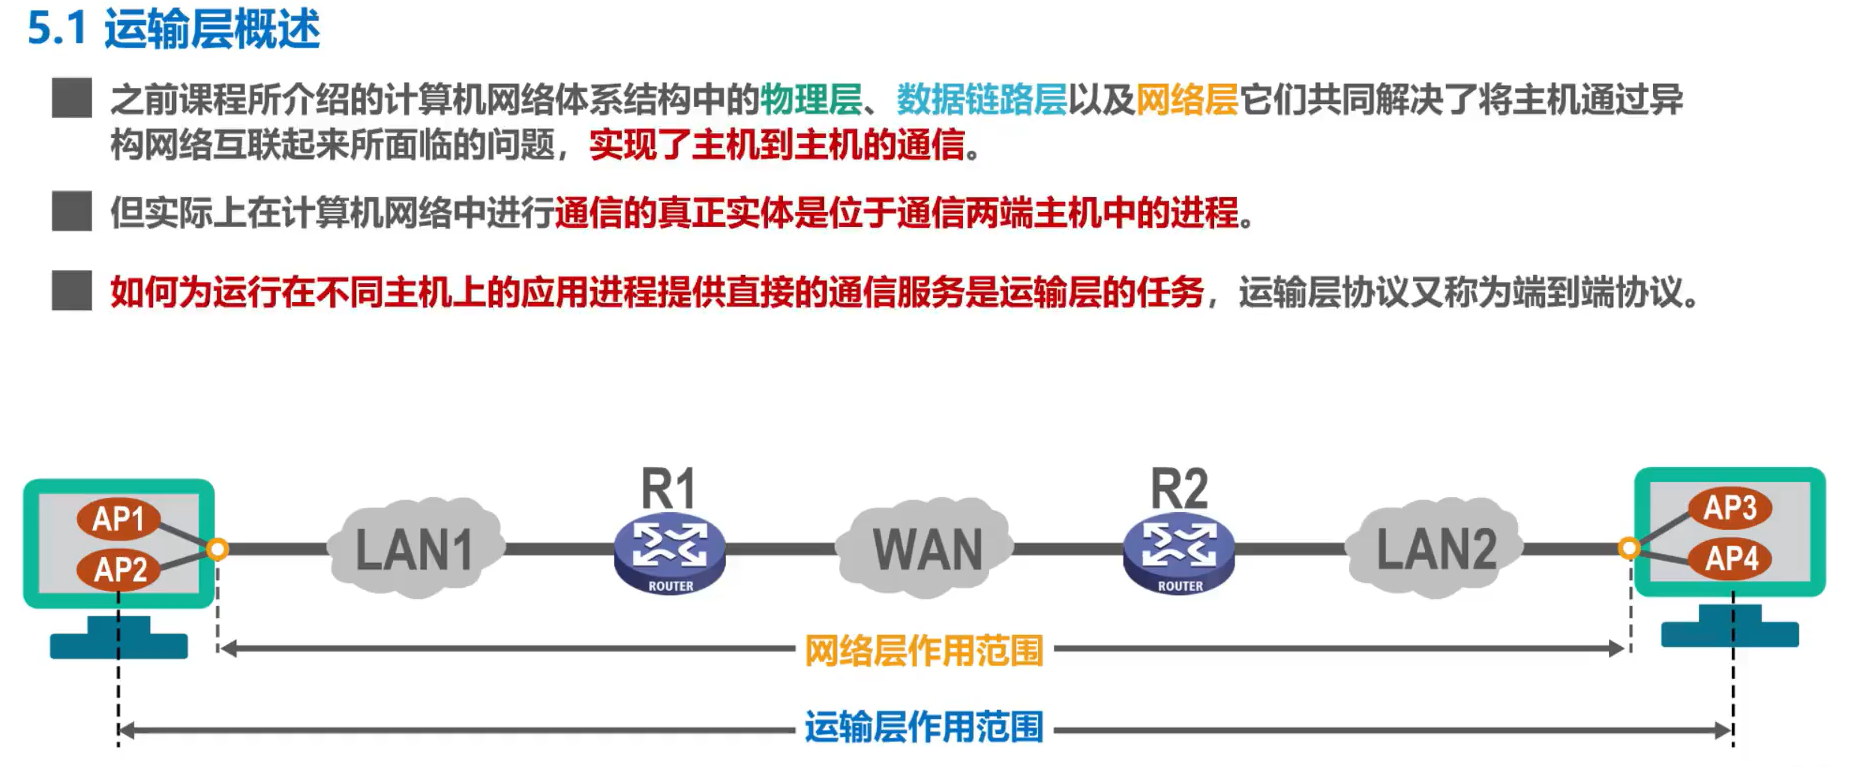 5.1 运输层概述
之前课程所介绍的计算机网络体系结构中的物理层、数据链路层以及网络层它们共同解决了将主机通过异
构网络互联起来所面临的问题，实现了主机到主机的通信。
但实际上在计算机网络中进行通信的真正实体是位于通信两端主机中的进程。
如何为运行在不同主机上的应用进程提供直接的通信服务是运输层的任务，运输层协议又称为端到端协议。
R1
R2
AP1
AP2
LAN1
ROUTER
WAN
ROUTER
LAN2
AP3
AP4
网络层作用范围
运输层作用范围